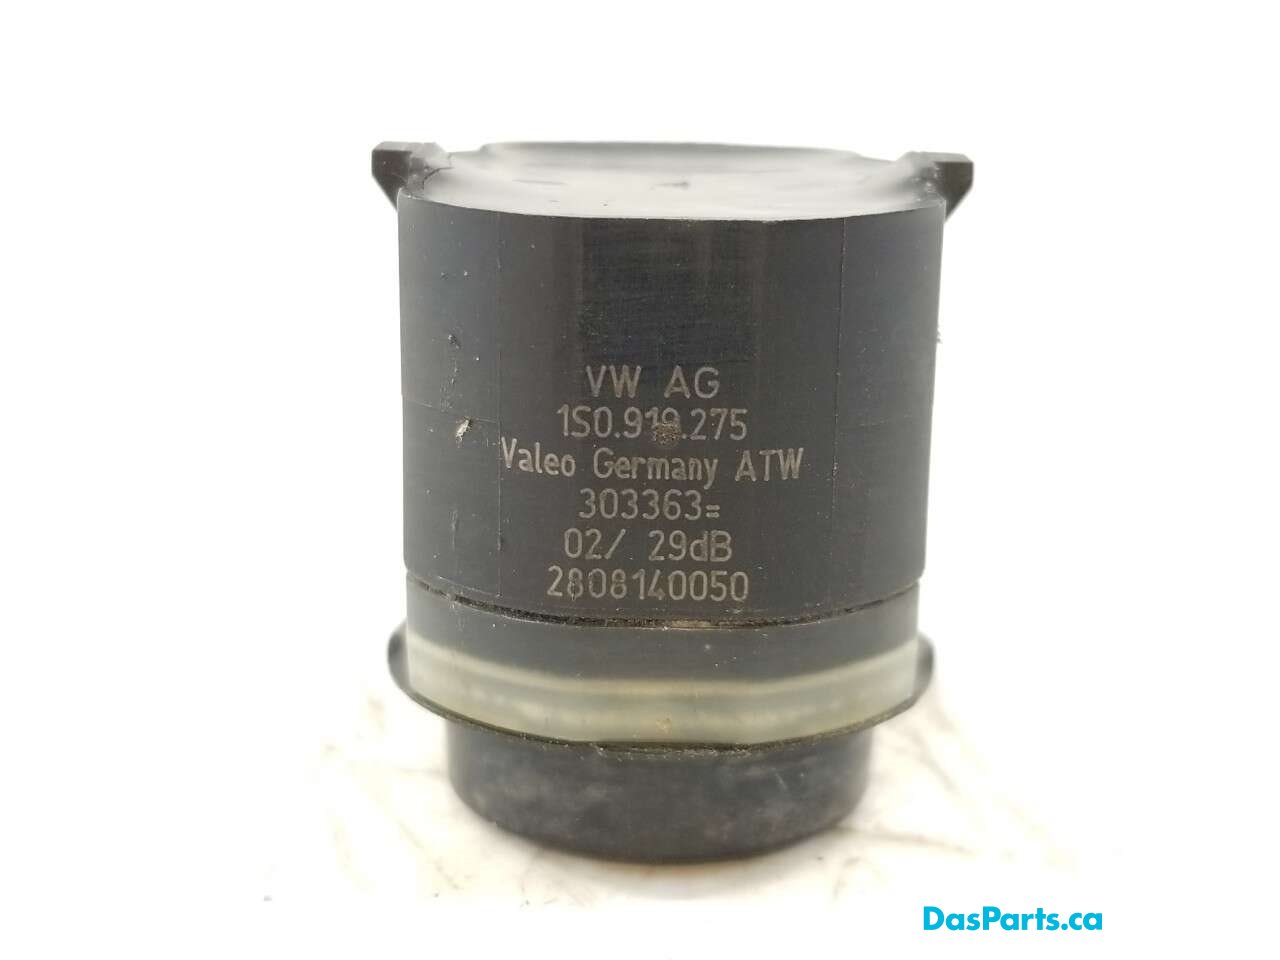 VW AG
1S0.919.275
Valeo Germany ATW
303363=
02/ 29dB
2808140050
DasParts.ca